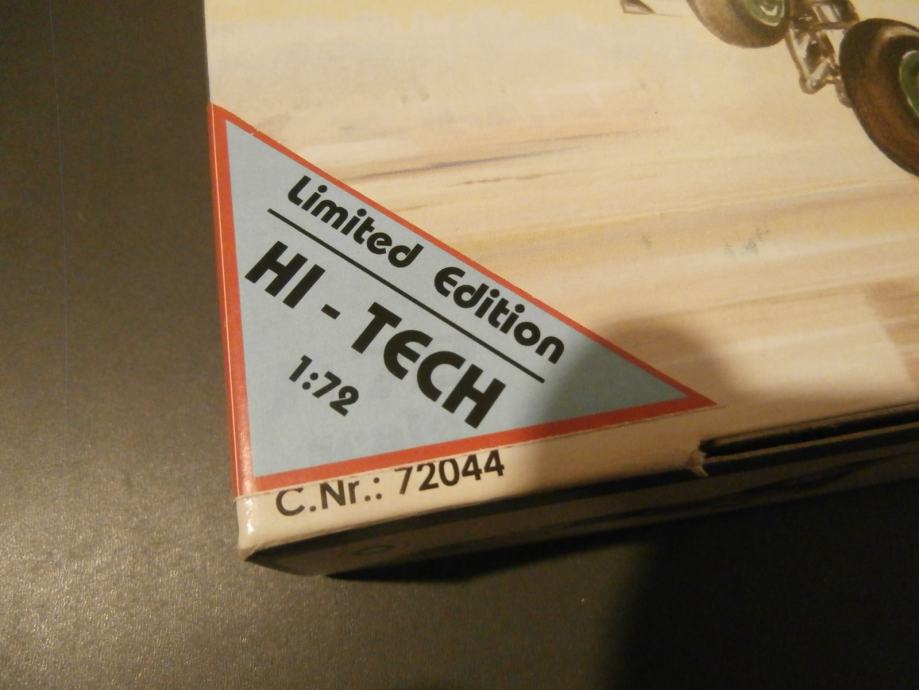 Limited Edition
HI - TECH
1:72
C.Nr.: 72044